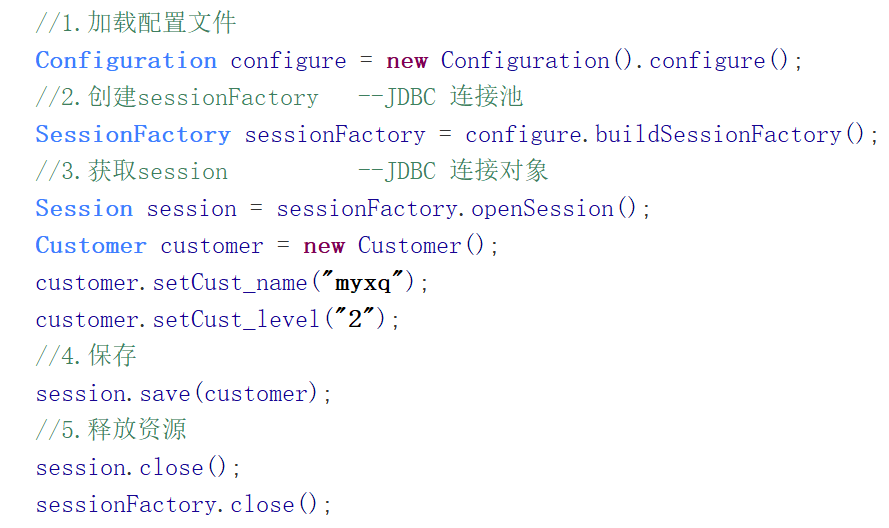 //1.加载配置文件
Configuration configure = new Configuration().configure();
//2.创建sessionFactory   --JDBC 连接池
SessionFactory sessionFactory = configure.buildSessionFactory();
//3.获取session          --JDBC 连接对象
Session session = sessionFactory.openSession();
Customer customer = new Customer();
customer.setCust_name("myxq");
customer.setCust_level("2");
//4.保存
session.save(customer);
//5.释放资源
session.close();
sessionFactory.close();